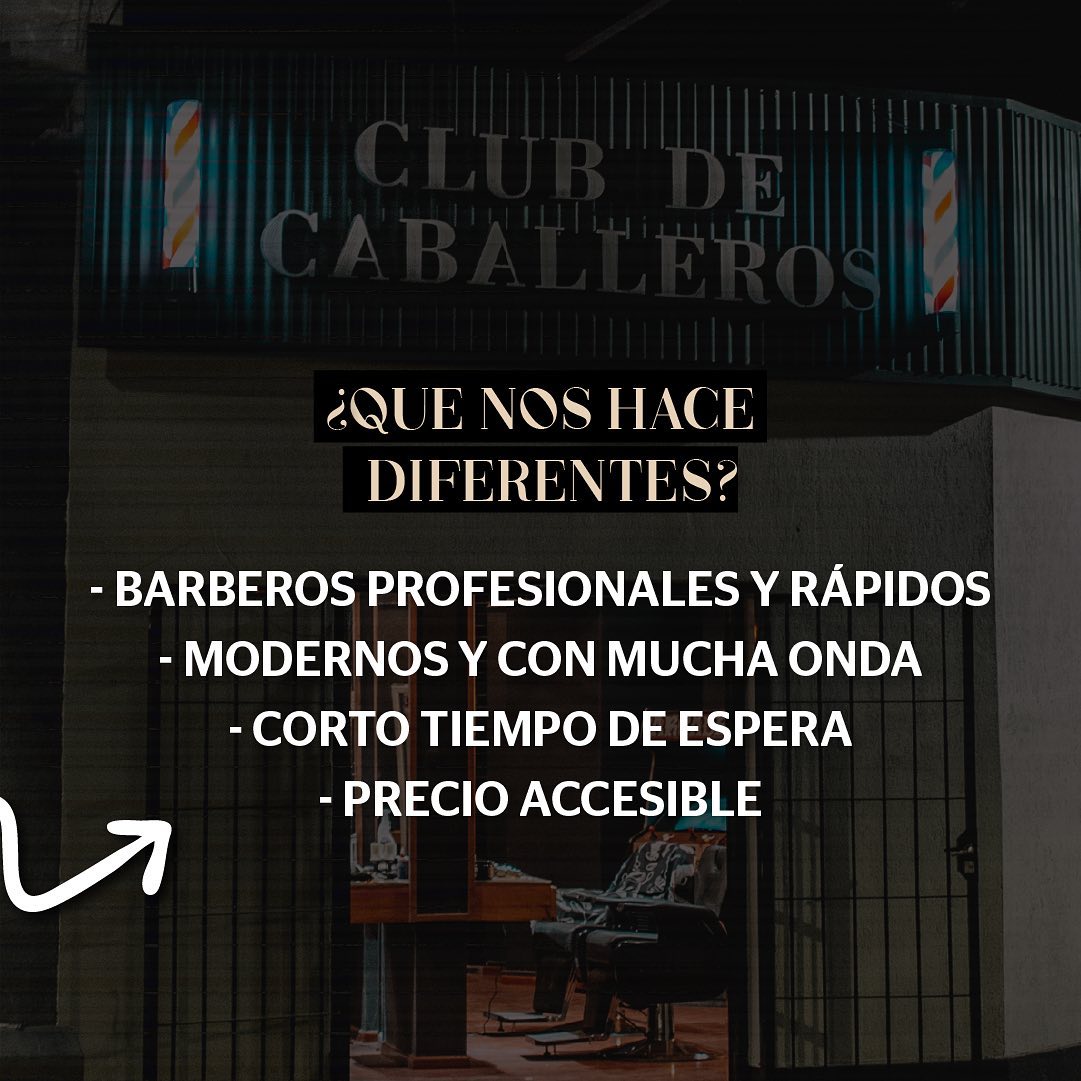 CLUB DE
CABALLEROS
¿QUE NOS HACE
DIFERENTES?
- BARBEROS PROFESIONALES Y RÁPIDOS
- MODERNOS Y CON MUCHA ONDA
- CORTO TIEMPO DE ESPERA
- PRECIO ACCESIBLE